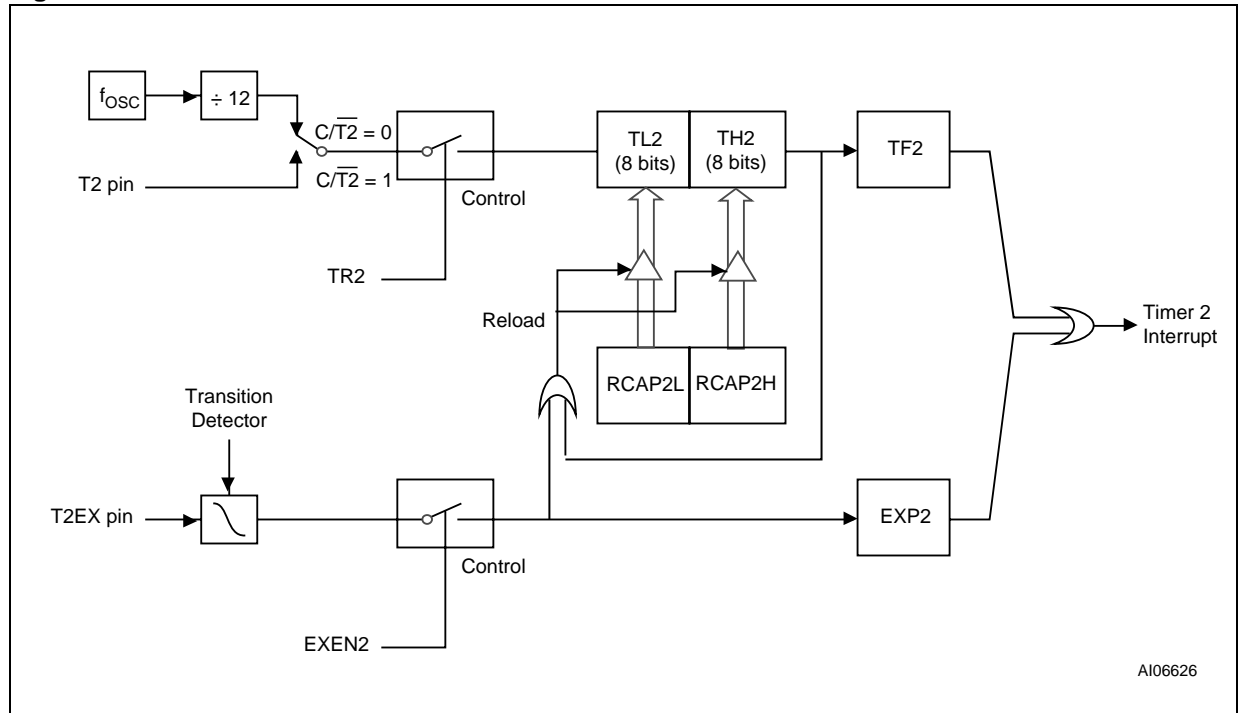 fOSC
÷ 12
C/T2̅ = 0
T2 pin
C/T2̅ = 1
Control
TR2
TL2
(8 bits)
TH2
(8 bits)
TF2
Reload
RCAP2L
RCAP2H
Timer 2
Interrupt
Transition
Detector
T2EX pin
Control
EXP2
EXEN2
AI06626